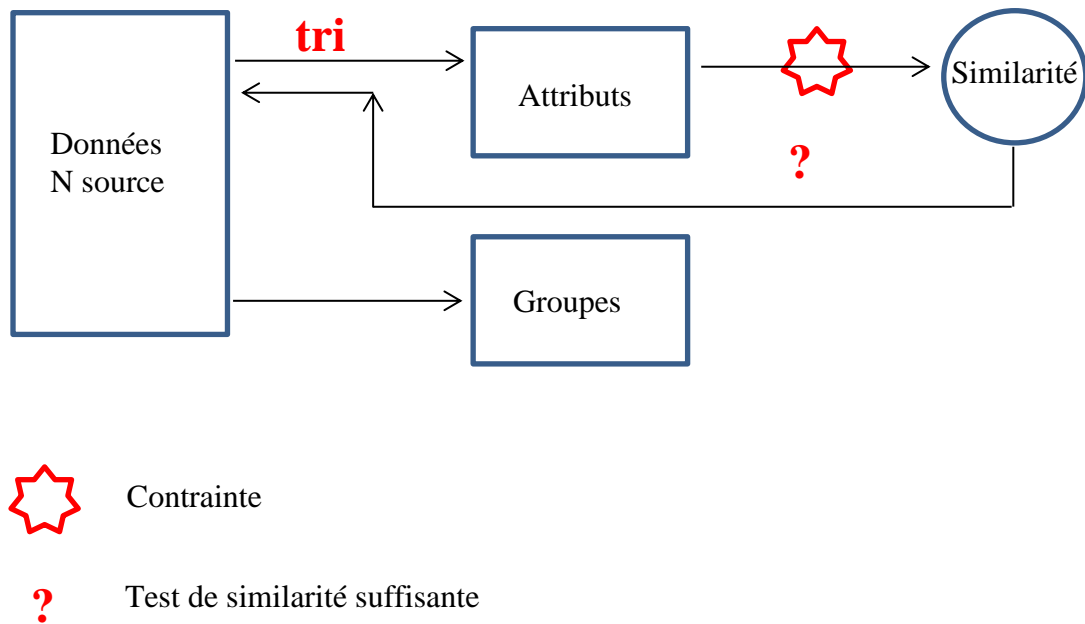 tri
Attributs
Similarité
Données
N source
?
Groupes
Contrainte
? Test de similarité suffisante